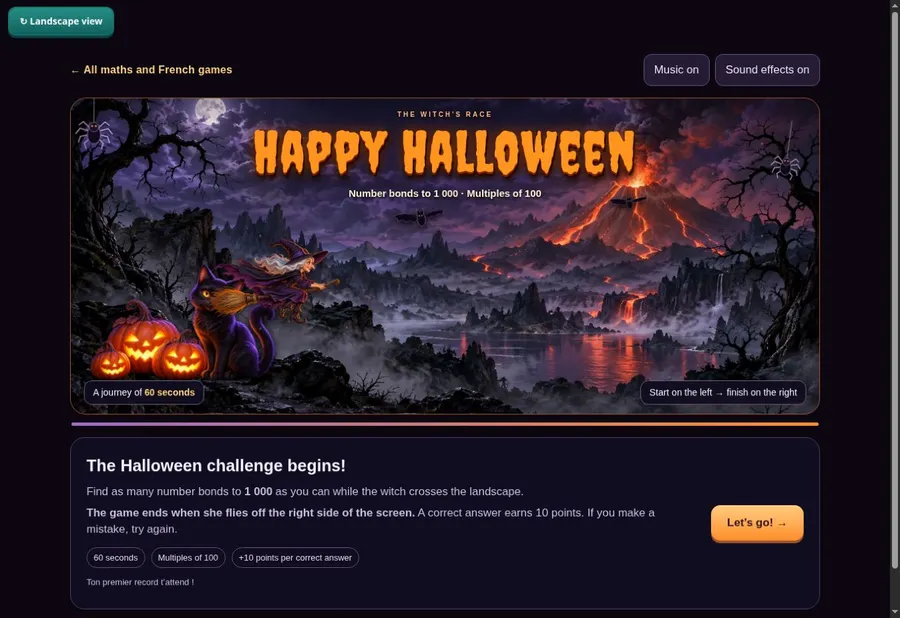 ↻ Landscape view
← All maths and French games
Music on
Sound effects on
THE WITCH'S RACE
HAPPY HALLOWEEN
Number bonds to 1 000 · Multiples of 100
A journey of 60 seconds
Start on the left → finish on the right
The Halloween challenge begins!
Find as many number bonds to 1 000 as you can while the witch crosses the landscape.
The game ends when she flies off the right side of the screen. A correct answer earns 10 points. If you make a
mistake, try again.
Let's go! →
60 seconds
Multiples of 100
+10 points per correct answer
Ton premier record t'attend !